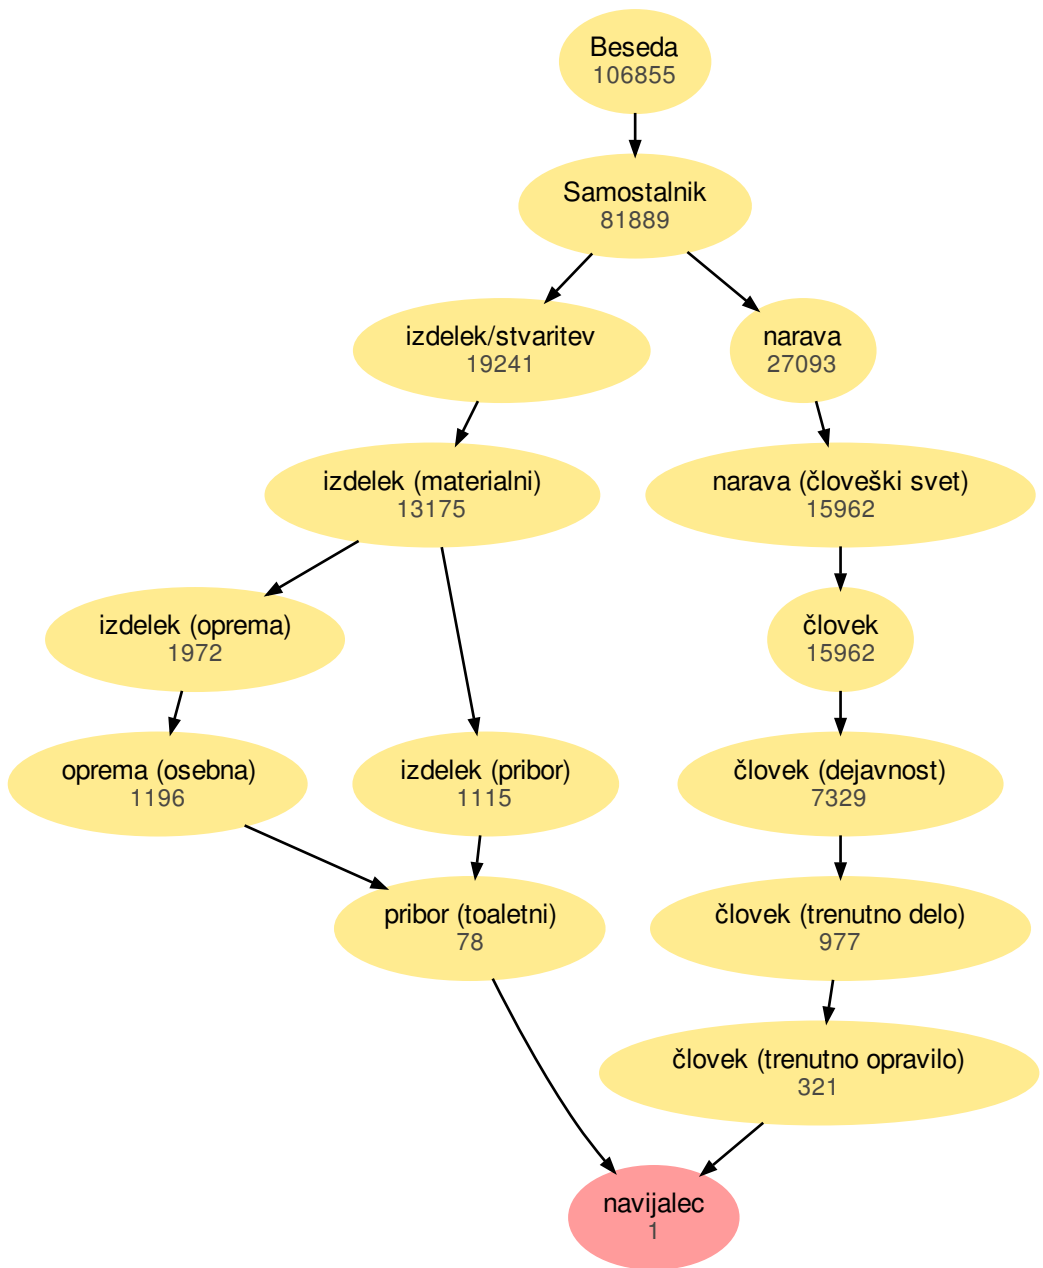 Beseda
106855
Samostalnik
81889
izdelek/stvaritev
19241
narava
27093
izdelek (materialni)
13175
narava (človeški svet)
15962
izdelek (oprema)
1972
človek
15962
oprema (osebna)
1196
izdelek (pribor)
1115
človek (dejavnost)
7329
pribor (toaletni)
78
človek (trenutno delo)
977
človek (trenutno opravilo)
321
navijalec
1